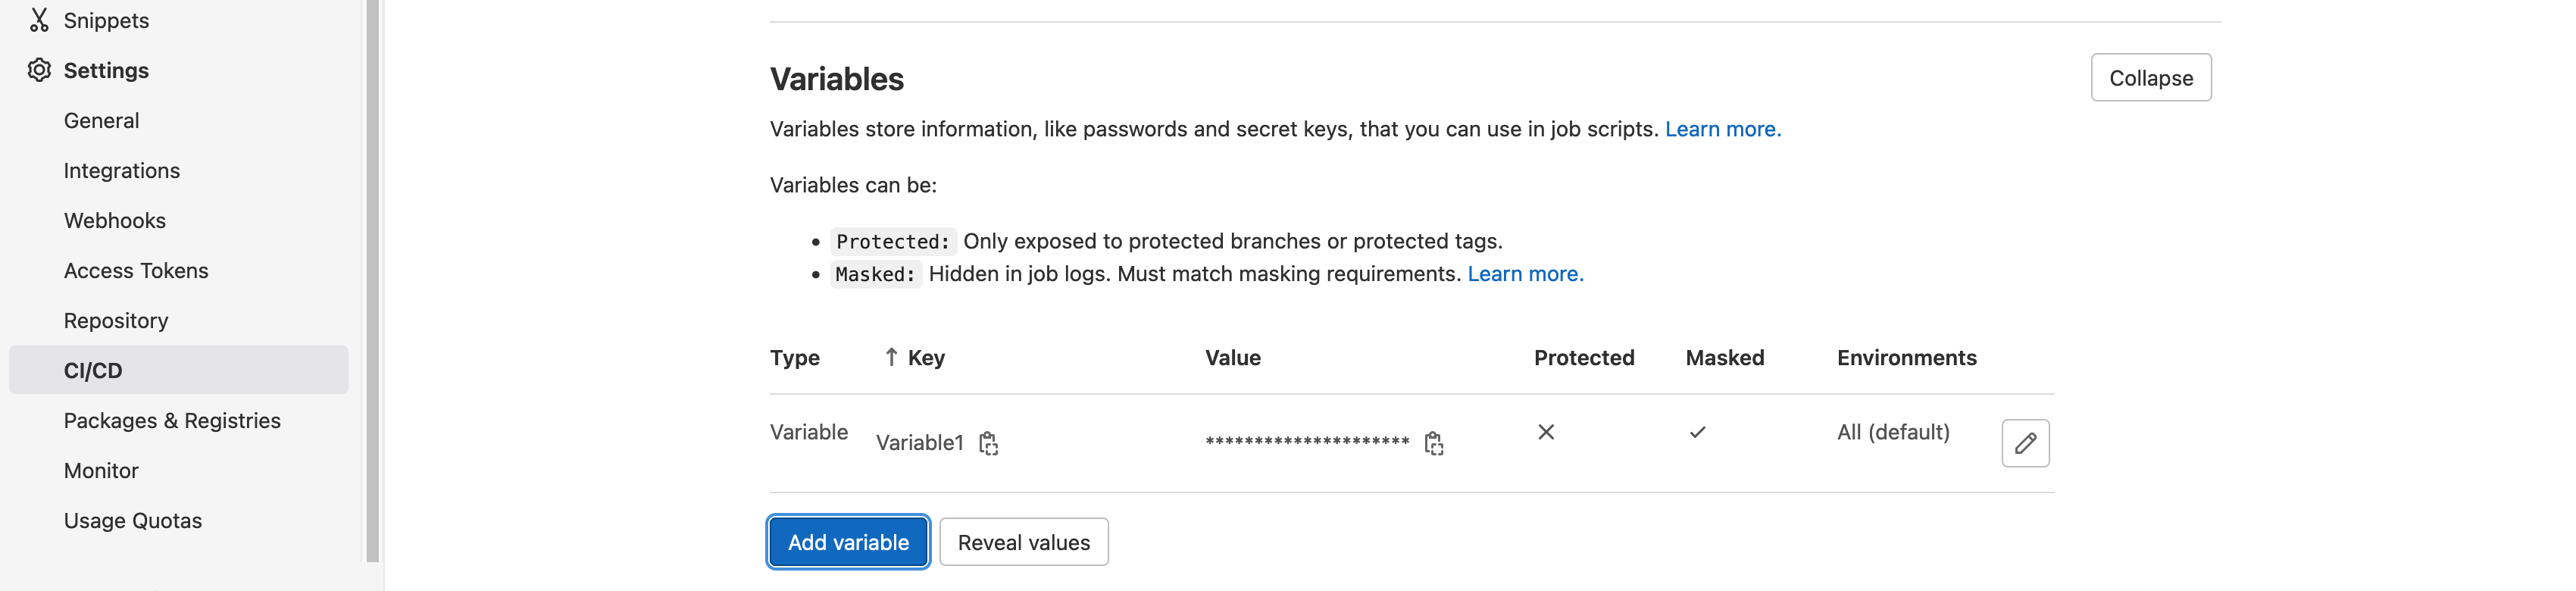 Snippets
Settings
General
Integrations
Webhooks
Access Tokens
Repository
CI/CD
Packages & Registries
Monitor
Usage Quotas
Variables
Collapse
Variables store information, like passwords and secret keys, that you can use in job scripts. Learn more.
Variables can be:
• Protected: Only exposed to protected branches or protected tags.
• Masked: Hidden in job logs. Must match masking requirements. Learn more.
Type ↑ Key Value Protected Masked Environments
Variable Variable1 ********************* All (default)
Add variable Reveal values